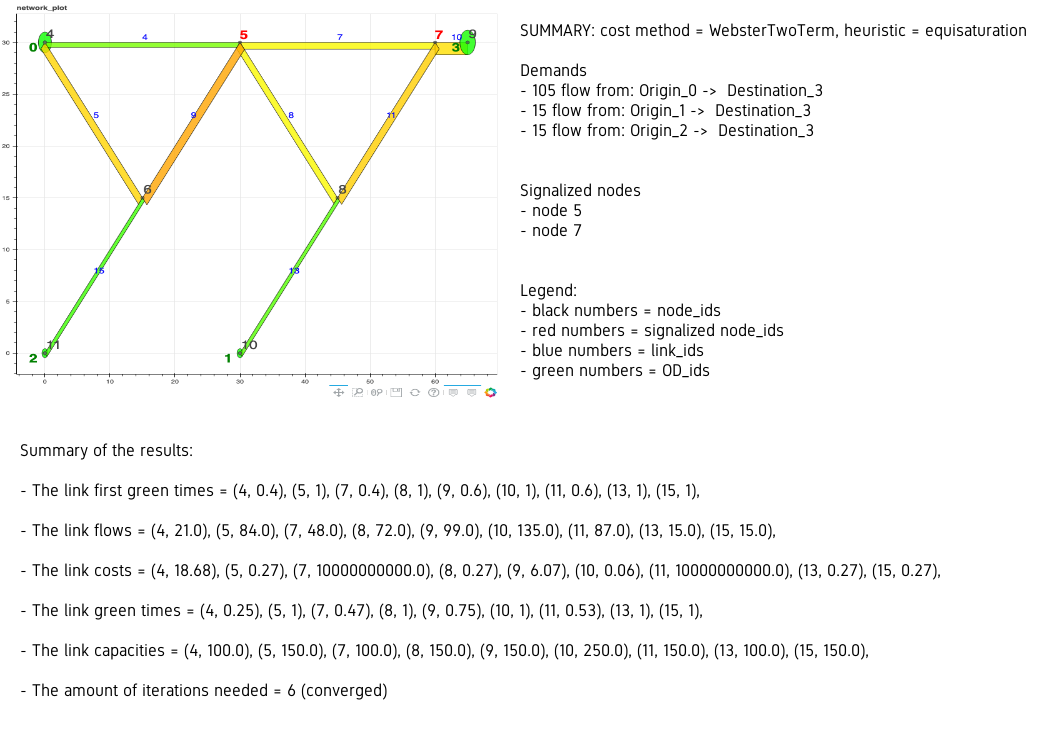 network_plot
4
5
7
9
4
7
10
0
3
30
5
9
8
11
25
20
6
8
15
10
15
13
5
11
10
0
2
1
0
10
20
30
40
50
60
SUMMARY: cost method = WebsterTwoTerm, heuristic = equisaturation
Demands
- 105 flow from: Origin_0 -> Destination_3
- 15 flow from: Origin_1 -> Destination_3
- 15 flow from: Origin_2 -> Destination_3
Signalized nodes
- node 5
- node 7
Legend:
- black numbers = node_ids
- red numbers = signalized node_ids
- blue numbers = link_ids
- green numbers = OD_ids
Summary of the results:
- The link first green times = (4, 0.4), (5, 1), (7, 0.4), (8, 1), (9, 0.6), (10, 1), (11, 0.6), (13, 1), (15, 1),
- The link flows = (4, 21.0), (5, 84.0), (7, 48.0), (8, 72.0), (9, 99.0), (10, 135.0), (11, 87.0), (13, 15.0), (15, 15.0),
- The link costs = (4, 18.68), (5, 0.27), (7, 10000000000.0), (8, 0.27), (9, 6.07), (10, 0.06), (11, 10000000000.0), (13, 0.27), (15, 0.27),
- The link green times = (4, 0.25), (5, 1), (7, 0.47), (8, 1), (9, 0.75), (10, 1), (11, 0.53), (13, 1), (15, 1),
- The link capacities = (4, 100.0), (5, 150.0), (7, 100.0), (8, 150.0), (9, 150.0), (10, 250.0), (11, 150.0), (13, 100.0), (15, 150.0),
- The amount of iterations needed = 6 (converged)